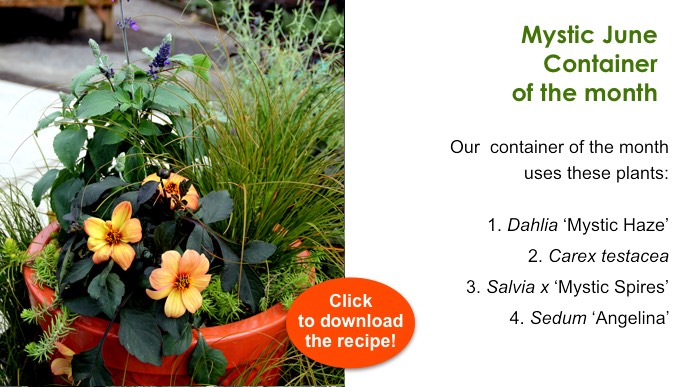 Mystic June
Container
of the month
Our  container of the month
uses these plants:
1. Dahlia ‘Mystic Haze’
2. Carex testacea
3. Salvia x ‘Mystic Spires’
4. Sedum ‘Angelina’
Click
to download
the recipe!